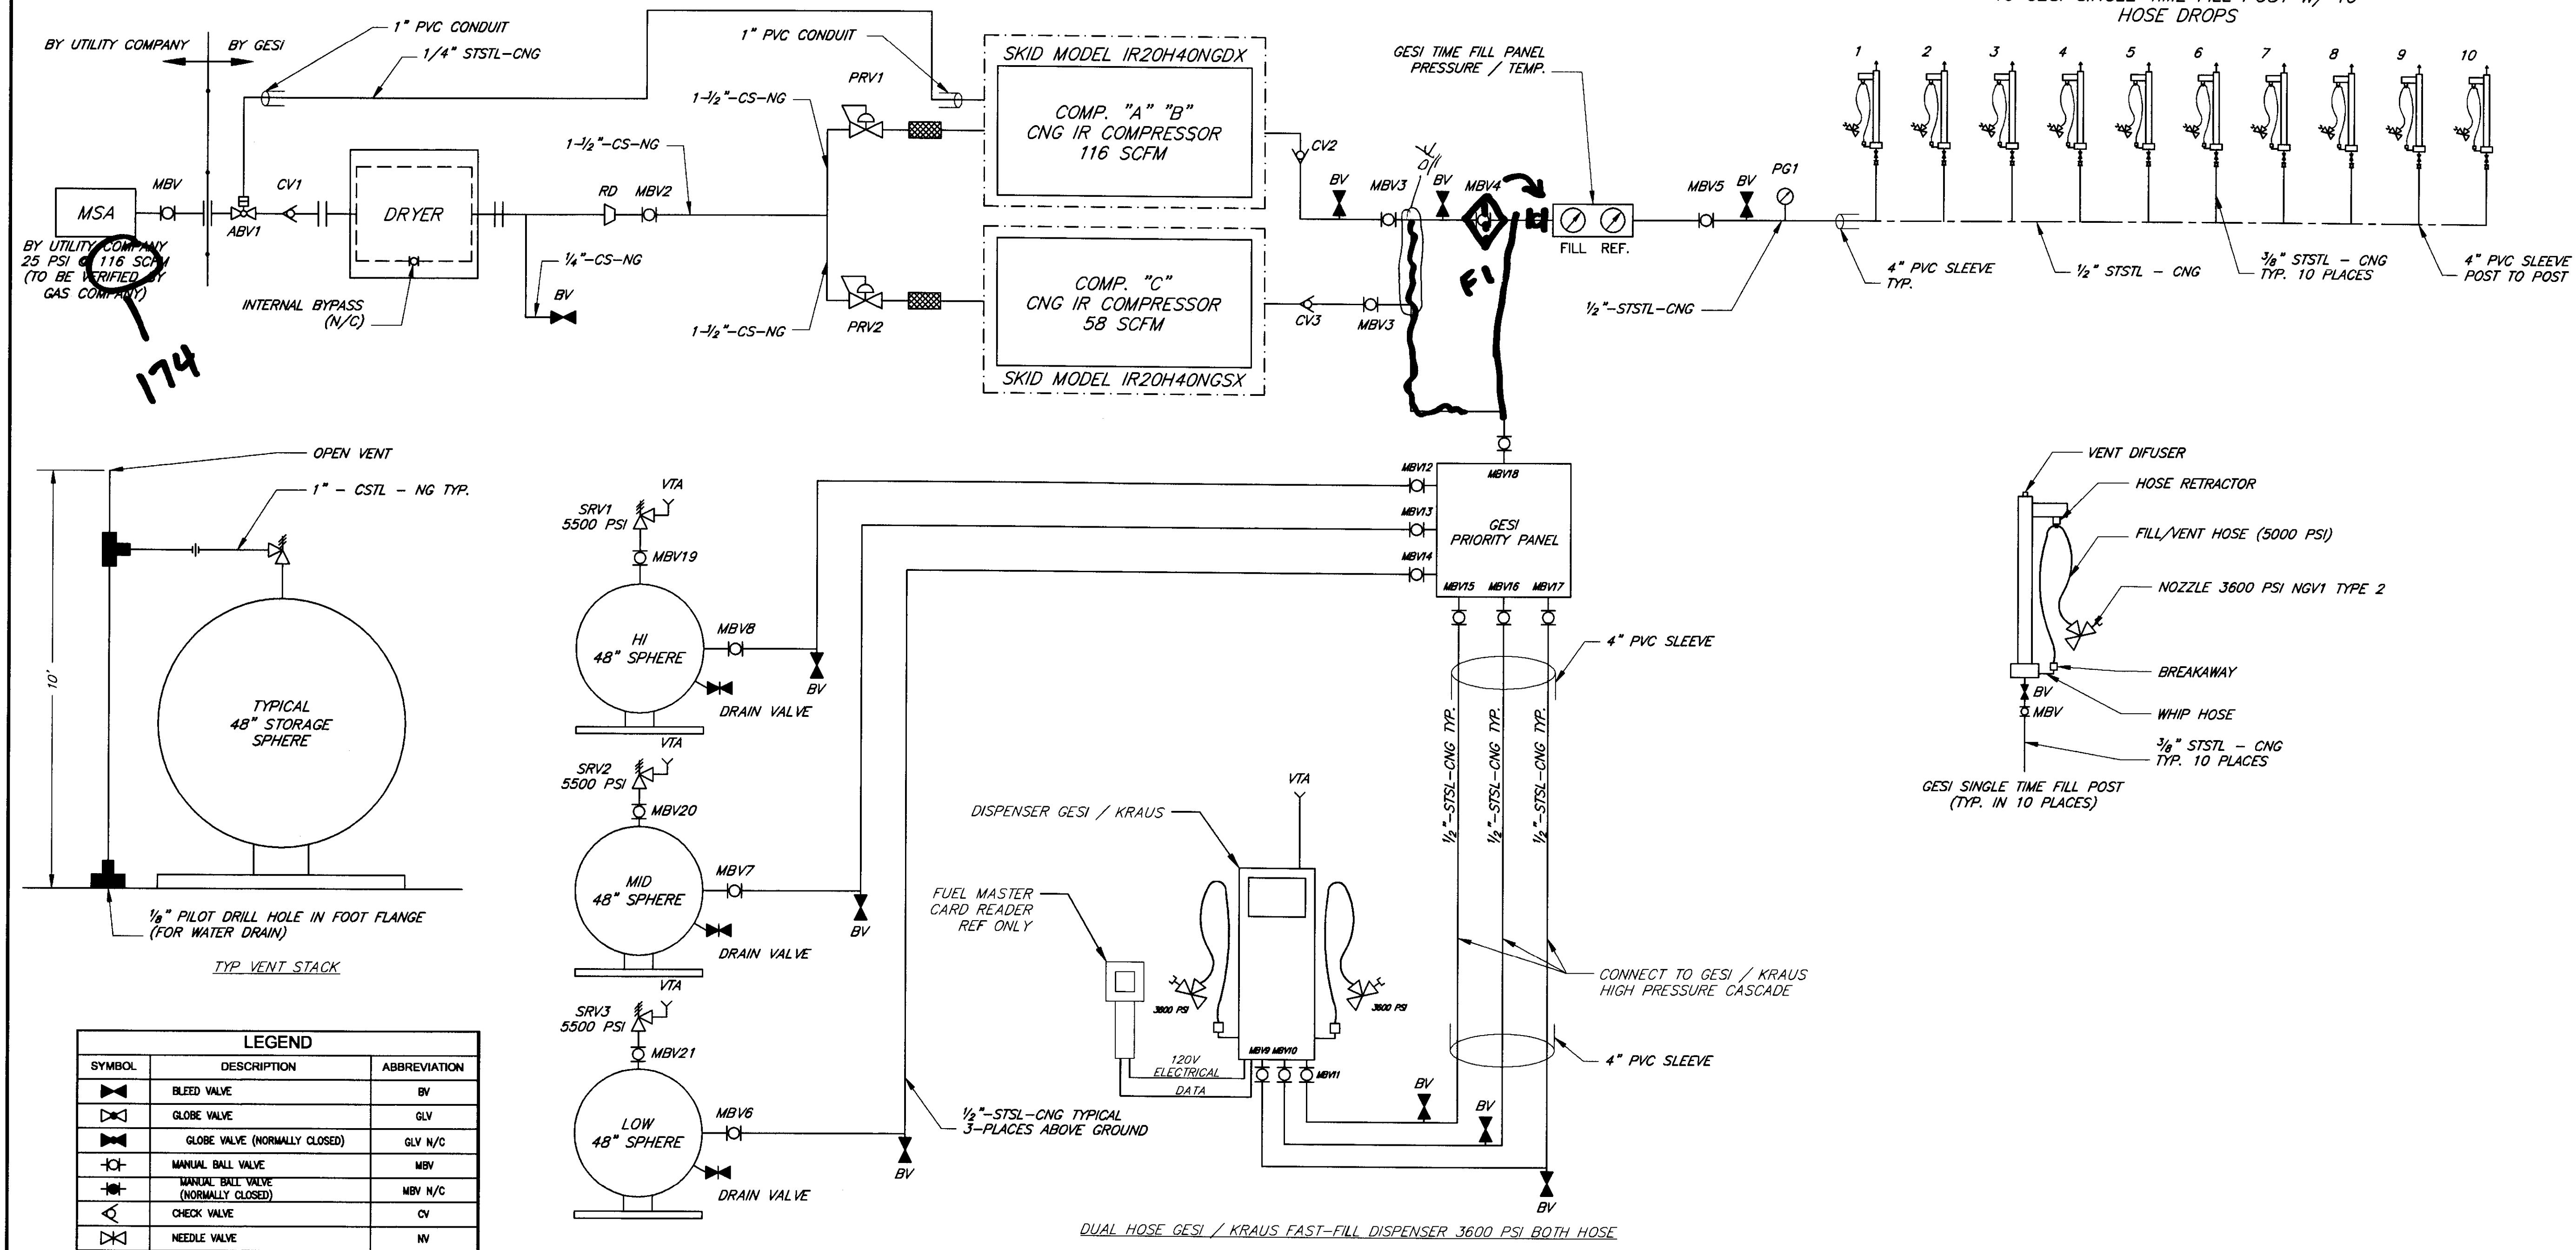 HOSE DROPS
1 2 3 4 5 6 7 8 9 10
BY UTILITY COMPANY
BY GESI
1" PVC CONDUIT
1/4" STSTL-CNG
1" PVC CONDUIT
PRV1
1-1/2"-CS-NG
1-1/2"-CS-NG
SKID MODEL IR20H40NGDX
COMP. "A" "B"
CNG IR COMPRESSOR
116 SCFM
GESI TIME FILL PANEL
PRESSURE / TEMP.
MSA
MBV
ABV1
CV1
DRYER
RD
MBV2
BY UTILITY COMPANY
25 PSI @ 116 SCFM
(TO BE VERIFIED BY
GAS COMPANY)
174
INTERNAL BYPASS
(N/C)
1/4"-CS-NG
BV
1-1/2"-CS-NG
PRV2
COMP. "C"
CNG IR COMPRESSOR
58 SCFM
SKID MODEL IR20H40NGSX
CV2
BV
MBV3
BV
MBV4
CV3
MBV3
F1
FILL REF.
MBV5
BV
PG1
1/2"-STSTL-CNG
4" PVC SLEEVE
TYP.
1/2" STSTL - CNG
3/8" STSTL - CNG
TYP. 10 PLACES
4" PVC SLEEVE
POST TO POST
OPEN VENT
1" - CSTL - NG TYP.
10'
TYPICAL
48" STORAGE
SPHERE
1/8" PILOT DRILL HOLE IN FOOT FLANGE
(FOR WATER DRAIN)
TYP VENT STACK
VTA
SRV1
5500 PSI
MBV19
HI
48" SPHERE
MBV8
BV
DRAIN VALVE
VTA
SRV2
5500 PSI
MBV20
MID
48" SPHERE
MBV7
BV
DRAIN VALVE
VTA
SRV3
5500 PSI
MBV21
LOW
48" SPHERE
MBV6
BV
DRAIN VALVE
MBV12
MBV13
MBV14
MBV18
GESI
PRIORITY PANEL
MBV15 MBV16 MBV17
4" PVC SLEEVE
1/2"-STSL-CNG TYP.
1/2"-STSL-CNG TYP.
1/2"-STSL-CNG TYP.
VTA
DISPENSER GESI / KRAUS
FUEL MASTER
CARD READER
REF ONLY
3600 PSI
3600 PSI
CONNECT TO GESI / KRAUS
HIGH PRESSURE CASCADE
4" PVC SLEEVE
MBV9 MBV10
MBV11
120V
ELECTRICAL
DATA
BV
BV
BV
1/2"-STSL-CNG TYPICAL
3-PLACES ABOVE GROUND
DUAL HOSE GESI / KRAUS FAST-FILL DISPENSER 3600 PSI BOTH HOSE
VENT DIFUSER
HOSE RETRACTOR
FILL/VENT HOSE (5000 PSI)
NOZZLE 3600 PSI NGV1 TYPE 2
BREAKAWAY
BV
MBV
WHIP HOSE
3/8" STSTL - CNG
TYP. 10 PLACES
GESI SINGLE TIME FILL POST
(TYP. IN 10 PLACES)
LEGEND
SYMBOL DESCRIPTION ABBREVIATION
BLEED VALVE BV
GLOBE VALVE GLV
GLOBE VALVE (NORMALLY CLOSED) GLV N/C
MANUAL BALL VALVE MBV
MANUAL BALL VALVE
(NORMALLY CLOSED) MBV N/C
CHECK VALVE CV
NEEDLE VALVE NV